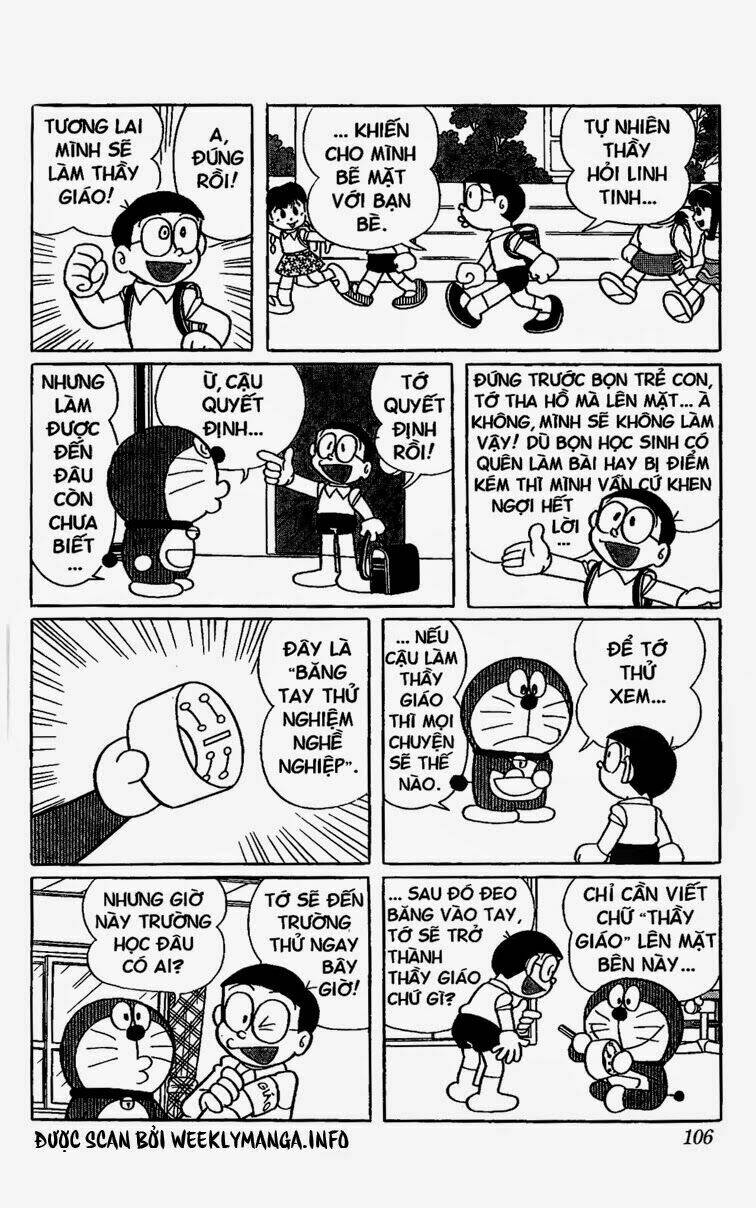 TỰ NHIÊN
THẦY
HỎI LINH
TINH...
... KHIẾN
CHO MÌNH
BẼ MẶT
VỚI BẠN
BÈ.
A,
ĐÚNG
RỒI!
TƯƠNG LAI
MÌNH SẼ
LÀM THẦY
GIÁO!
ĐỨNG TRƯỚC BỌN TRẺ CON,
TỚ THA HỒ MÀ LÊN MẶT... À
KHÔNG, MÌNH SẼ KHÔNG LÀM
VẬY! DÙ BỌN HỌC SINH CÓ
QUÊN LÀM BÀI HAY BỊ ĐIỂM
KÉM THÌ MÌNH VẪN CỨ KHEN
NGỢI HẾT
LỜI
...
TỚ
QUYẾT
ĐỊNH
RỒI!
Ừ, CẬU
QUYẾT
ĐỊNH...
NHƯNG
LÀM
ĐƯỢC
ĐẾN
ĐÂU
CÒN
CHƯA
BIẾT
...
ĐỂ TỚ
THỬ
XEM...
... NẾU
CẬU LÀM
THẦY
GIÁO
THÌ MỌI
CHUYỆN
SẼ THẾ
NÀO.
ĐÂY LÀ
“BĂNG
TAY THỬ
NGHIỆM
NGHỀ
NGHIỆP”.
CHỈ CẦN VIẾT
CHỮ “THẦY
GIÁO” LÊN MẶT
BÊN NÀY...
... SAU ĐÓ ĐEO
BĂNG VÀO TAY,
TỚ SẼ TRỞ
THÀNH
THẦY GIÁO
CHỨ GÌ?
TỚ SẼ ĐẾN
TRƯỜNG
THỬ NGAY
BÂY
GIỜ!
NHƯNG GIỜ
NÀY TRƯỜNG
HỌC ĐÂU
CÓ AI?
GIÁO
ĐƯỢC SCAN BỞI WEEKLYMANGA.INFO
106